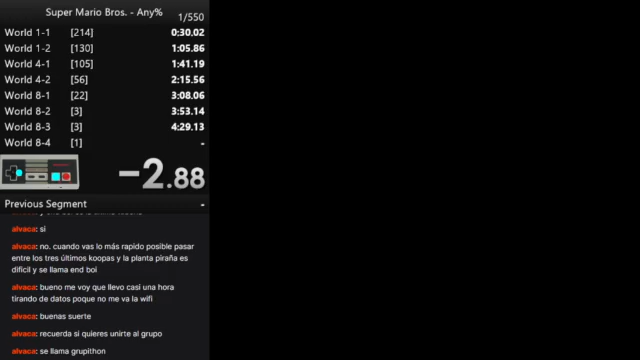 Super Mario Bros. - Any%
1/550
World 1-1 [214] 0:30.02
World 1-2 [130] 1:05.86
World 4-1 [105] 1:41.19
World 4-2 [56] 2:15.56
World 8-1 [22] 3:08.06
World 8-2 [3] 3:53.14
World 8-3 [3] 4:29.13
World 8-4 [1] -
-2.88
Previous Segment -
alvaca: si
alvaca: no. cuando vas lo más rapido posible pasar
entre los tres últimos koopas y la planta piraña es
dificil y se llama end bol
alvaca: bueno me voy que llevo casi una hora
tirando de datos poque no me va la wifi
alvaca: buenas suerte
alvaca: recuerda si quieres unirte al grupo
alvaca: se llama grupithon